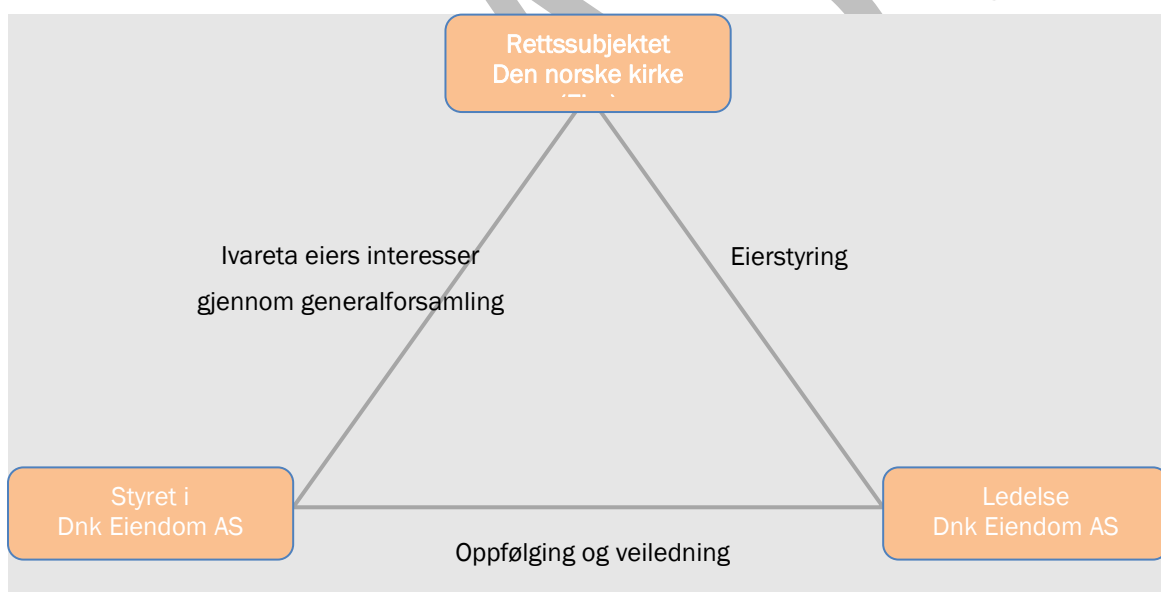 Rettssubjektet
Den norske kirke
Ivareta eiers interesser
gjennom generalforsamling
Eierstyring
Styret i
Dnk Eiendom AS
Ledelse
Dnk Eiendom AS
Oppfølging og veiledning